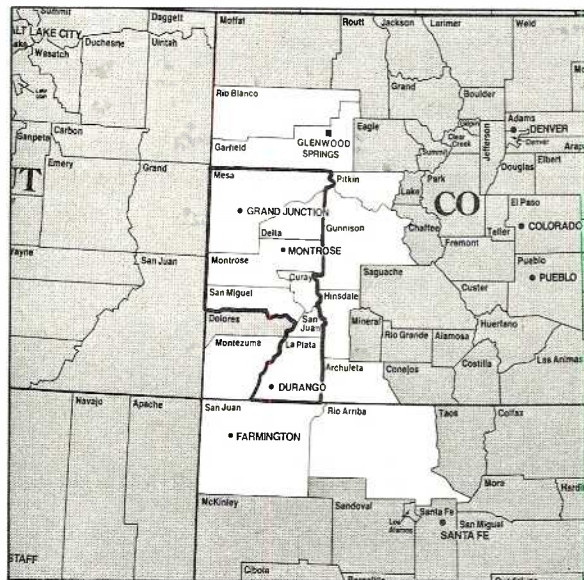 Summit
Daggett
Moffat
Routt
Jackson
Larimer
Weld
ALT LAKE CITY
Duchesne
Uintah
Wasatch
Grand
Boulder
Rio Blanco
Eagle
Gilpin
Adams
DENVER
Clear
Creek
Denver
Jefferson
Sanpete
Carbon
Garfield
GLENWOOD
SPRINGS
Summit
Arap
Emery
Grand
Mesa
Pitkin
Lake
Park
Douglas
Elbert
UT
CO
El Paso
GRAND JUNCTION
Gunnison
Chaffee
Teller
COLORADO
Delta
Fremont
MONTROSE
Wayne
San Juan
Montrose
Saguache
Pueblo
PUEBLO
Ouray
Custer
San Miguel
Hinsdale
Dolores
San
Juan
Mineral
Huerfano
Rio Grande
Alamosa
Montezuma
La Plata
Las Animas
Costilla
Archuleta
Conejos
DURANGO
Navajo
Apache
San Juan
Rio Arriba
Taos
Colfax
FARMINGTON
Mora
Hardi
McKinley
Sandoval
Santa Fe
Los
Alamos
San Miguel
SANTA FE
STAFF
Cibola